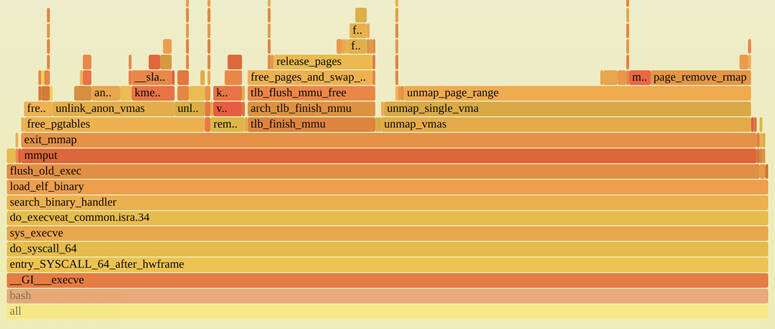 f..
f..
release_pages
__sla.. free_pages_and_swap_.. m.. page_remove_rmap
an.. kme.. k.. tlb_flush_mmu_free unmap_page_range
fre.. unlink_anon_vmas unl.. v.. arch_tlb_finish_mmu unmap_single_vma
free_pgtables rem.. tlb_finish_mmu unmap_vmas
exit_mmap
mmput
flush_old_exec
load_elf_binary
search_binary_handler
do_execveat_common.isra.34
sys_execve
do_syscall_64
entry_SYSCALL_64_after_hwframe
__GI___execve
bash
all